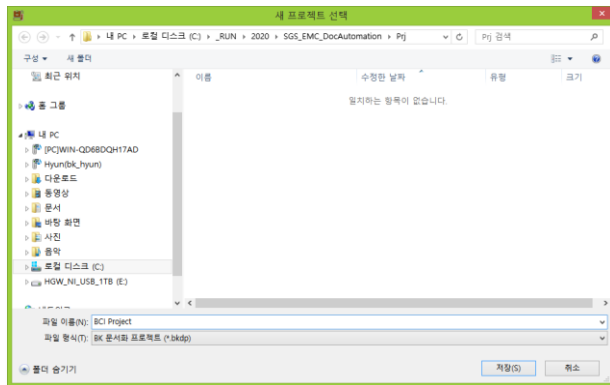 새 프로젝트 선택
내 PC ▸ 로컬 디스크 (C:) ▸ _RUN ▸ 2020 ▸ SGS_EMC_DocAutomation ▸ Prj
Prj 검색
구성 새 폴더
최근 위치
이름 수정한 날짜 유형 크기
일치하는 항목이 없습니다.
홈 그룹
내 PC
[PC]WIN-QD6BDQH17AD
Hyun(bk_hyun)
다운로드
동영상
문서
바탕 화면
사진
음악
로컬 디스크 (C:)
HGW_NI_USB_1TB (E:)
파일 이름(N): BCI Project
파일 형식(T): BK 문서화 프로젝트 (*.bkdp)
폴더 숨기기 저장(S) 취소